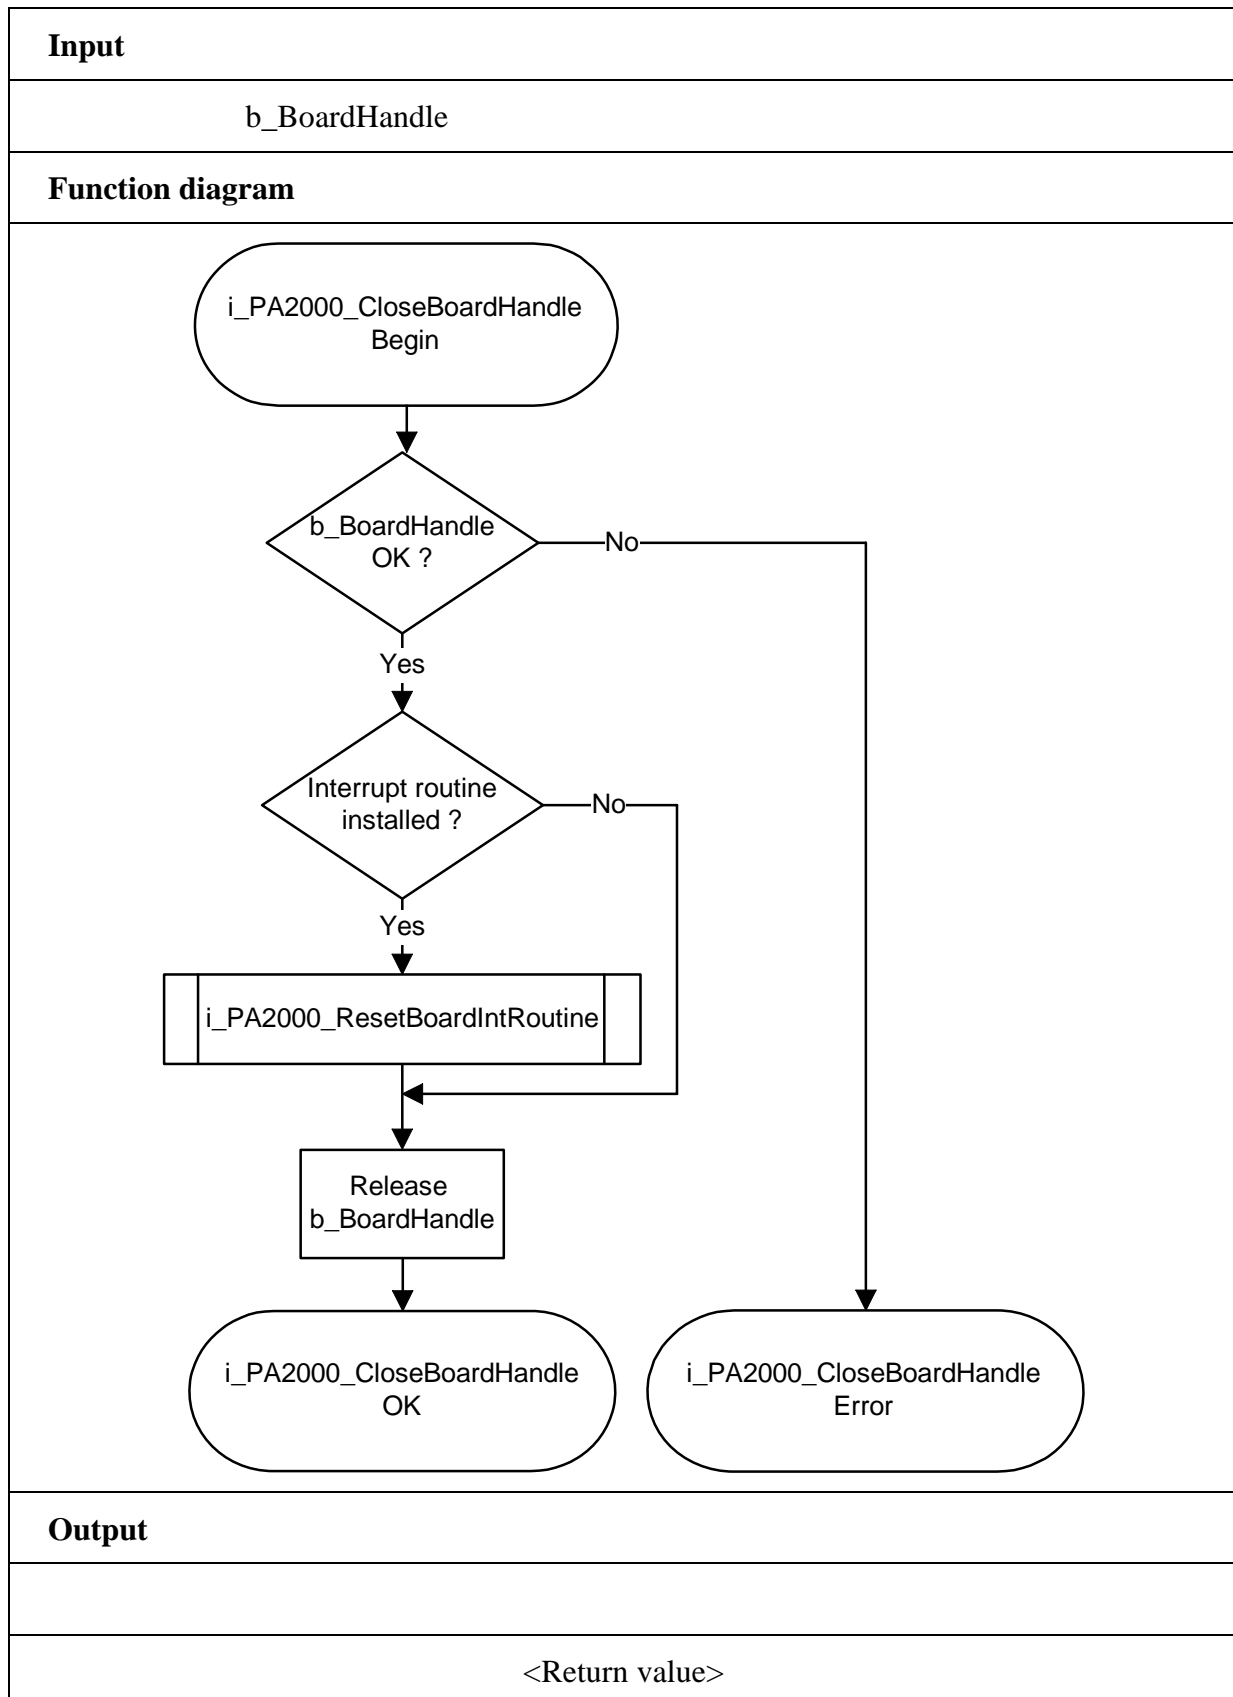 Input
b_BoardHandle
Function diagram
i_PA2000_CloseBoardHandle
Begin
b_BoardHandle
OK ?
No
Yes
Interrupt routine
installed ?
No
Yes
i_PA2000_ResetBoardIntRoutine
Release
b_BoardHandle
i_PA2000_CloseBoardHandle
OK
i_PA2000_CloseBoardHandle
Error
Output
<Return value>